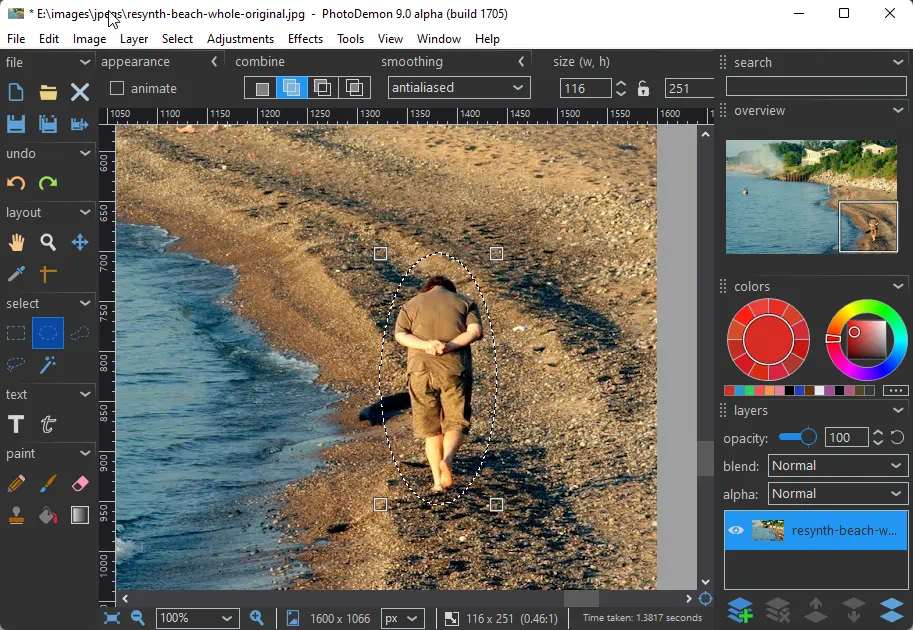 * E:\images\jpegs\resynth-beach-whole-original.jpg - PhotoDemon 9.0 alpha (build 1705)
File Edit Image Layer Select Adjustments Effects Tools View Window Help
file
appearance
combine
smoothing
size (w, h)
search
animate
antialiased
116
251
overview
1050 1100 1150 1200 1250 1300 1350 1400 1450 1500 1550 1600
undo
layout
select
text
paint
600
650
700
750
800
850
900
950
1000
colors
layers
opacity:
100
blend:
Normal
alpha:
Normal
resynth-beach-w...
100%
1600 x 1066
px
116 x 251 (0.46:1)
Time taken: 1.3817 seconds